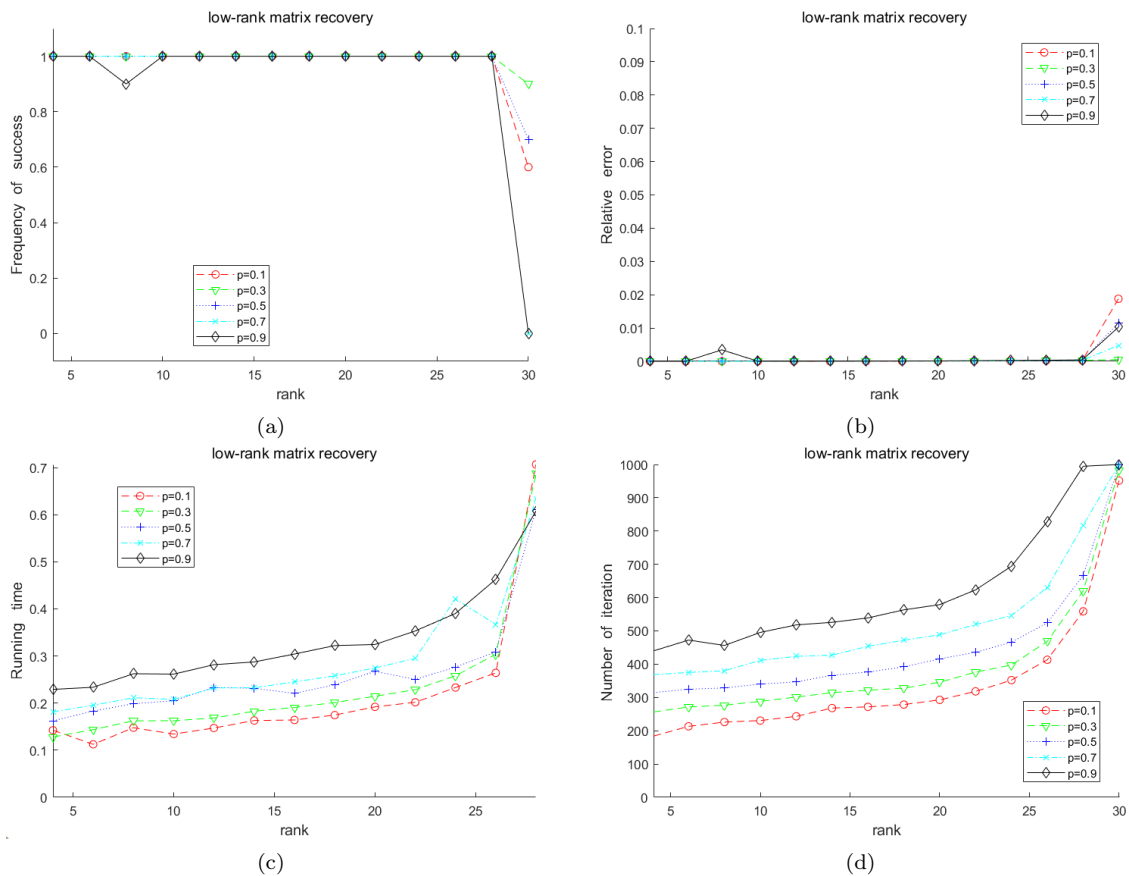 low-rank matrix recovery
Frequency of success
1
0.8
0.6
0.4
0.2
0
5
10
15
20
25
30
rank
p=0.1
p=0.3
p=0.5
p=0.7
p=0.9
(a)
low-rank matrix recovery
Relative error
0.1
0.09
0.08
0.07
0.06
0.05
0.04
0.03
0.02
0.01
0
5
10
15
20
25
30
rank
p=0.1
p=0.3
p=0.5
p=0.7
p=0.9
(b)
low-rank matrix recovery
Running time
0.7
0.6
0.5
0.4
0.3
0.2
0.1
0
5
10
15
20
25
rank
p=0.1
p=0.3
p=0.5
p=0.7
p=0.9
(c)
low-rank matrix recovery
Number of iteration
1000
900
800
700
600
500
400
300
200
100
0
5
10
15
20
25
30
rank
p=0.1
p=0.3
p=0.5
p=0.7
p=0.9
(d)